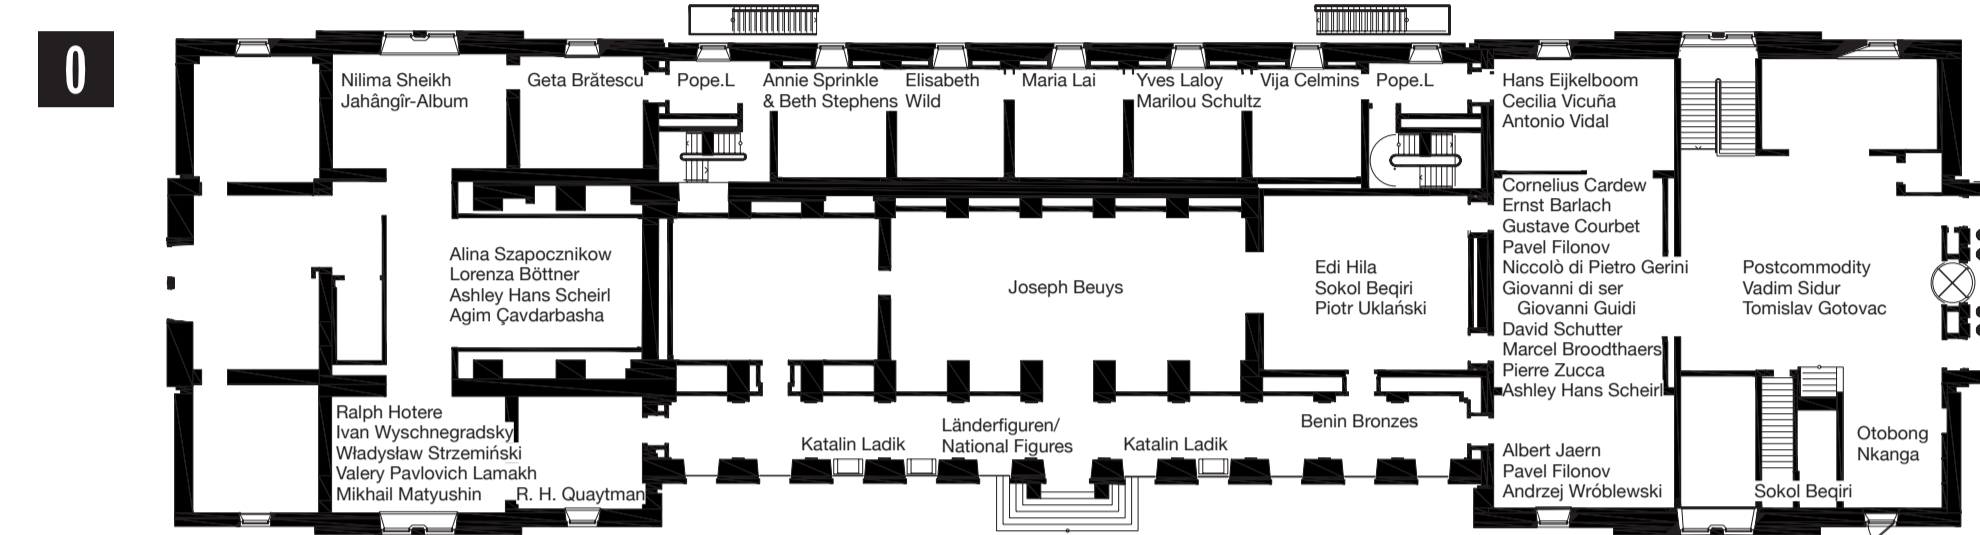 0
Nilima Sheikh
Jahângîr-Album
Geta Brătescu
Pope.L
Annie Sprinkle
& Beth Stephens
Elisabeth
Wild
Maria Lai
Yves Laloy
Marilou Schultz
Vija Celmins
Pope.L
Hans Eijkelboom
Cecilia Vicuña
Antonio Vidal
Alina Szapocznikow
Lorenza Böttner
Ashley Hans Scheirl
Agim Çavdarbasha
Joseph Beuys
Edi Hila
Sokol Beqiri
Piotr Uklański
Cornelius Cardew
Ernst Barlach
Gustave Courbet
Pavel Filonov
Niccolò di Pietro Gerini
Giovanni di ser
Giovanni Guidi
David Schutter
Marcel Broodthaers
Pierre Zucca
Ashley Hans Scheirl
Postcommodity
Vadim Sidur
Tomislav Gotovac
Ralph Hotere
Ivan Wyschnegradsky
Władysław Strzemiński
Valery Pavlovich Lamakh
Mikhail Matyushin
R. H. Quaytman
Katalin Ladik
Länderfiguren/
National Figures
Katalin Ladik
Benin Bronzes
Albert Jaern
Pavel Filonov
Andrzej Wróblewski
Sokol Beqiri
Otobong
Nkanga